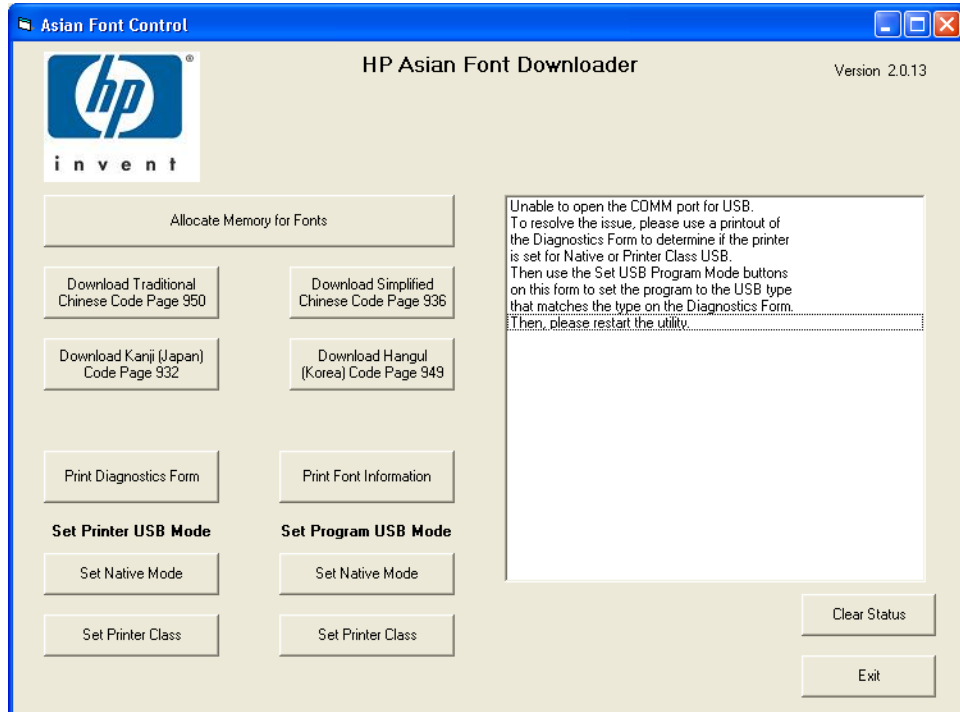 Asian Font Control
hp
®
invent
HP Asian Font Downloader
Version 2.0.13
Allocate Memory for Fonts
Download Traditional
Chinese Code Page 950
Download Simplified
Chinese Code Page 936
Download Kanji (Japan)
Code Page 932
Download Hangul
(Korea) Code Page 949
Print Diagnostics Form
Print Font Information
Set Printer USB Mode
Set Program USB Mode
Set Native Mode
Set Native Mode
Set Printer Class
Set Printer Class
Unable to open the COMM port for USB.
To resolve the issue, please use a printout of
the Diagnostics Form to determine if the printer
is set for Native or Printer Class USB.
Then use the Set USB Program Mode buttons
on this form to set the program to the USB type
that matches the type on the Diagnostics Form.
Then, please restart the utility.
Clear Status
Exit